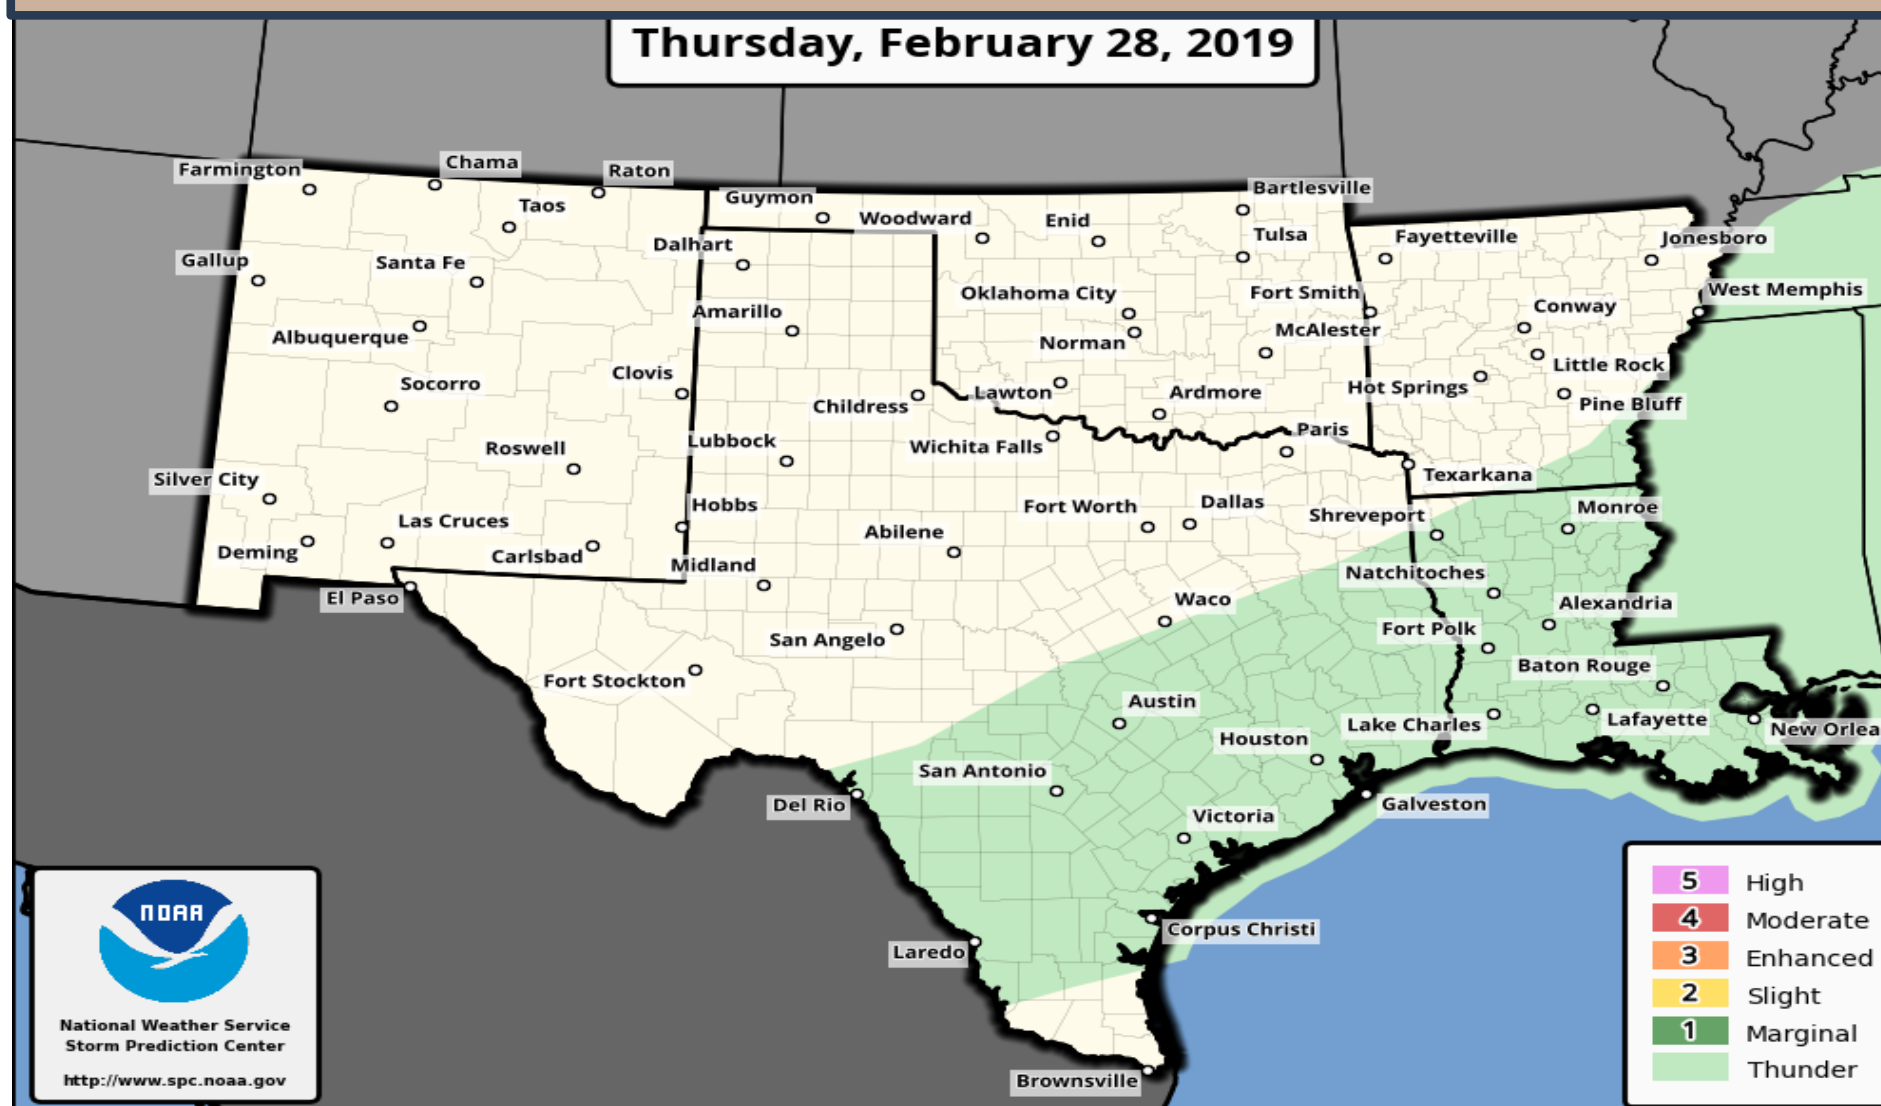 Thursday, February 28, 2019
Farmington
Chama
Raton
Taos
Guymon
Woodward
Enid
Bartlesville
Tulsa
Fayetteville
Jonesboro
Gallup
Santa Fe
Dalhart
Oklahoma City
Fort Smith
West Memphis
Conway
Albuquerque
Amarillo
Norman
McAlester
Little Rock
Socorro
Clovis
Childress
Lawton
Ardmore
Hot Springs
Pine Bluff
Roswell
Lubbock
Wichita Falls
Paris
Texarkana
Silver City
Hobbs
Fort Worth
Dallas
Shreveport
Monroe
Las Cruces
Deming
Carlsbad
Midland
Abilene
Natchitoches
El Paso
Waco
Alexandria
San Angelo
Fort Polk
Fort Stockton
Baton Rouge
Austin
Lake Charles
Lafayette
New Orlea
Houston
San Antonio
Del Rio
Galveston
Victoria
Corpus Christi
Laredo
Brownsville
NOAA
National Weather Service
Storm Prediction Center
http://www.spc.noaa.gov
5 High
4 Moderate
3 Enhanced
2 Slight
1 Marginal
Thunder